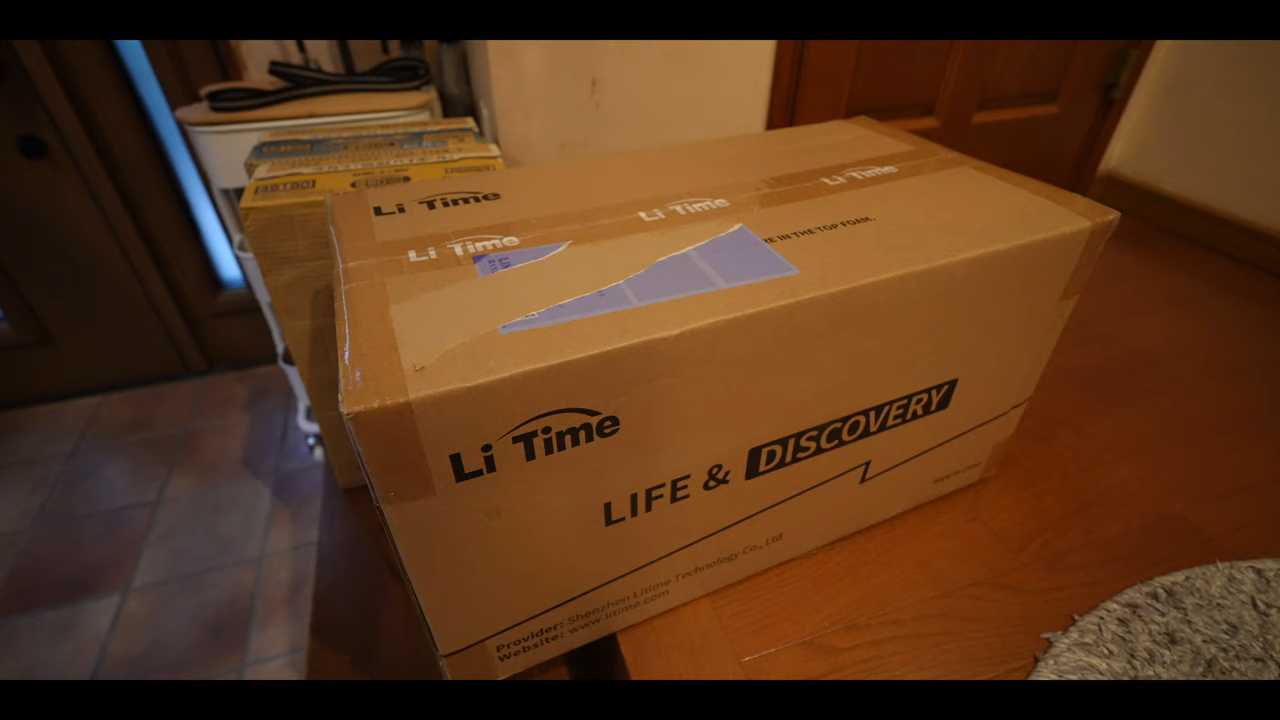 Li Time
Li Time
Li Time
Li Time
RE IN THE TOP FOAM.
Li Time
LIFE & DISCOVERY
Provider: Shenzhen Litime Technology Co., Ltd
Website: www.litime.com